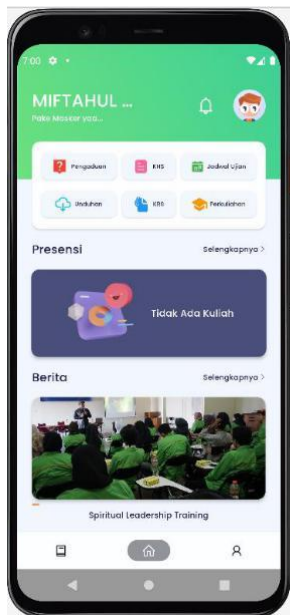 7:00
MIFTAHUL ...
Pake Masker yaa...
Pengaduan
KHS
Jadwal Ujian
Unduhan
KRS
Perkuliahan
Presensi
Selengkapnya >
Tidak Ada Kuliah
Berita
Selengkapnya >
Spiritual Leadership Training